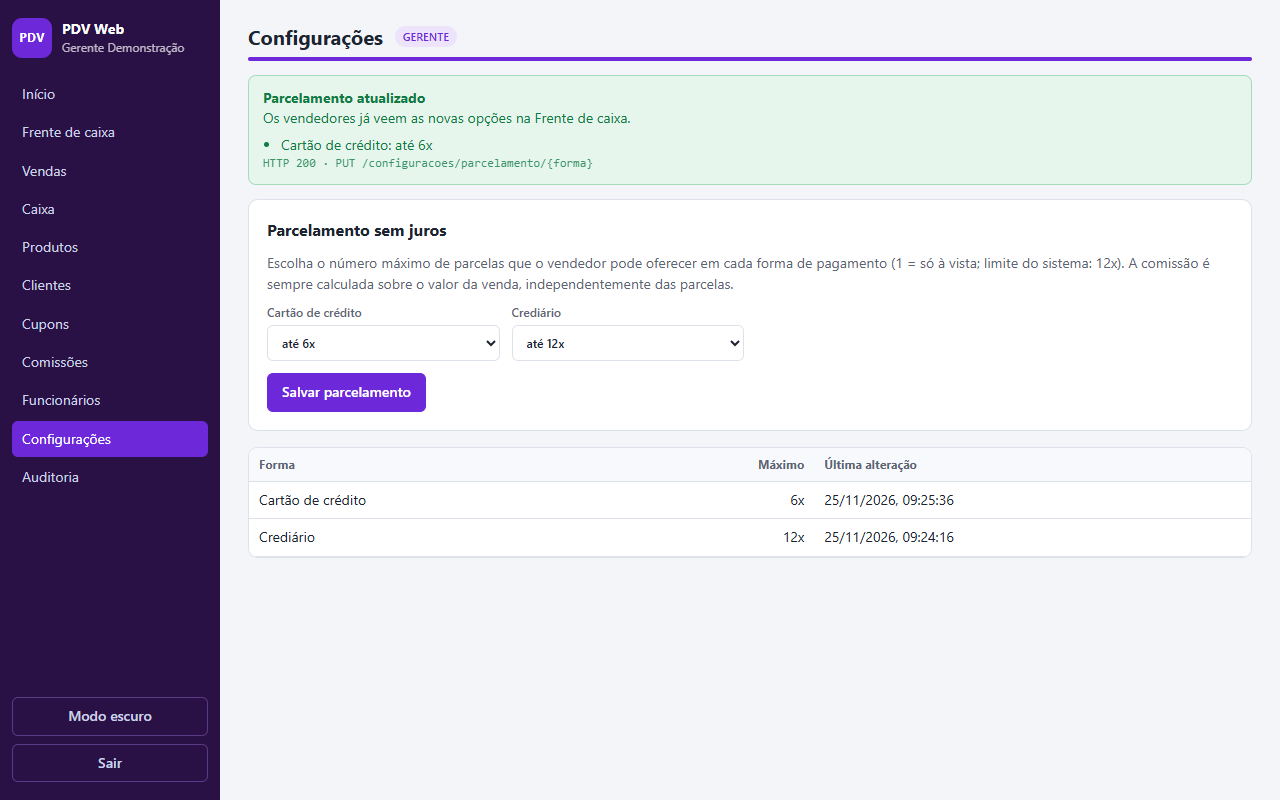 PDV
PDV Web
Gerente Demonstração
Início
Frente de caixa
Vendas
Caixa
Produtos
Clientes
Cupons
Comissões
Funcionários
Configurações
Auditoria
Modo escuro
Sair
Configurações GERENTE
Parcelamento atualizado
Os vendedores já veem as novas opções na Frente de caixa.
• Cartão de crédito: até 6x
HTTP 200 · PUT /configuracoes/parcelamento/{forma}
Parcelamento sem juros
Escolha o número máximo de parcelas que o vendedor pode oferecer em cada forma de pagamento (1 = só à vista; limite do sistema: 12x). A comissão é
sempre calculada sobre o valor da venda, independentemente das parcelas.
Cartão de crédito Crediário
até 6x até 12x
Salvar parcelamento
Forma Máximo Última alteração
Cartão de crédito 6x 25/11/2026, 09:25:36
Crediário 12x 25/11/2026, 09:24:16